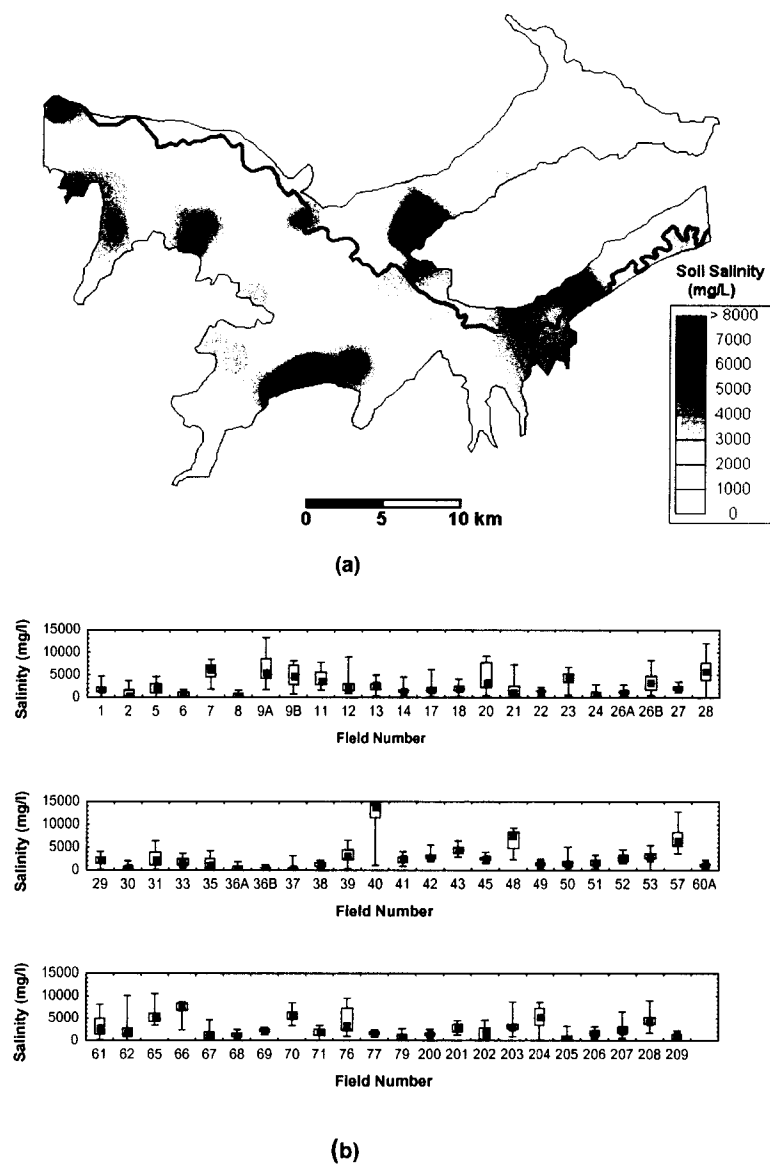 Soil Salinity
(mg/L)
> 8000
7000
6000
5000
4000
3000
2000
1000
0
0 5 10 km
(a)
Salinity (mg/l)
15000
10000
5000
0
1 2 5 6 7 8 9A 9B 11 12 13 14 17 18 20 21 22 23 24 26A 26B 27 28
Field Number
Salinity (mg/l)
15000
10000
5000
0
29 30 31 33 35 36A 36B 37 38 39 40 41 42 43 45 48 49 50 51 52 53 57 60A
Field Number
Salinity (mg/l)
15000
10000
5000
0
61 62 65 66 67 68 69 70 71 76 77 79 200 201 202 203 204 205 206 207 208 209
Field Number
(b)